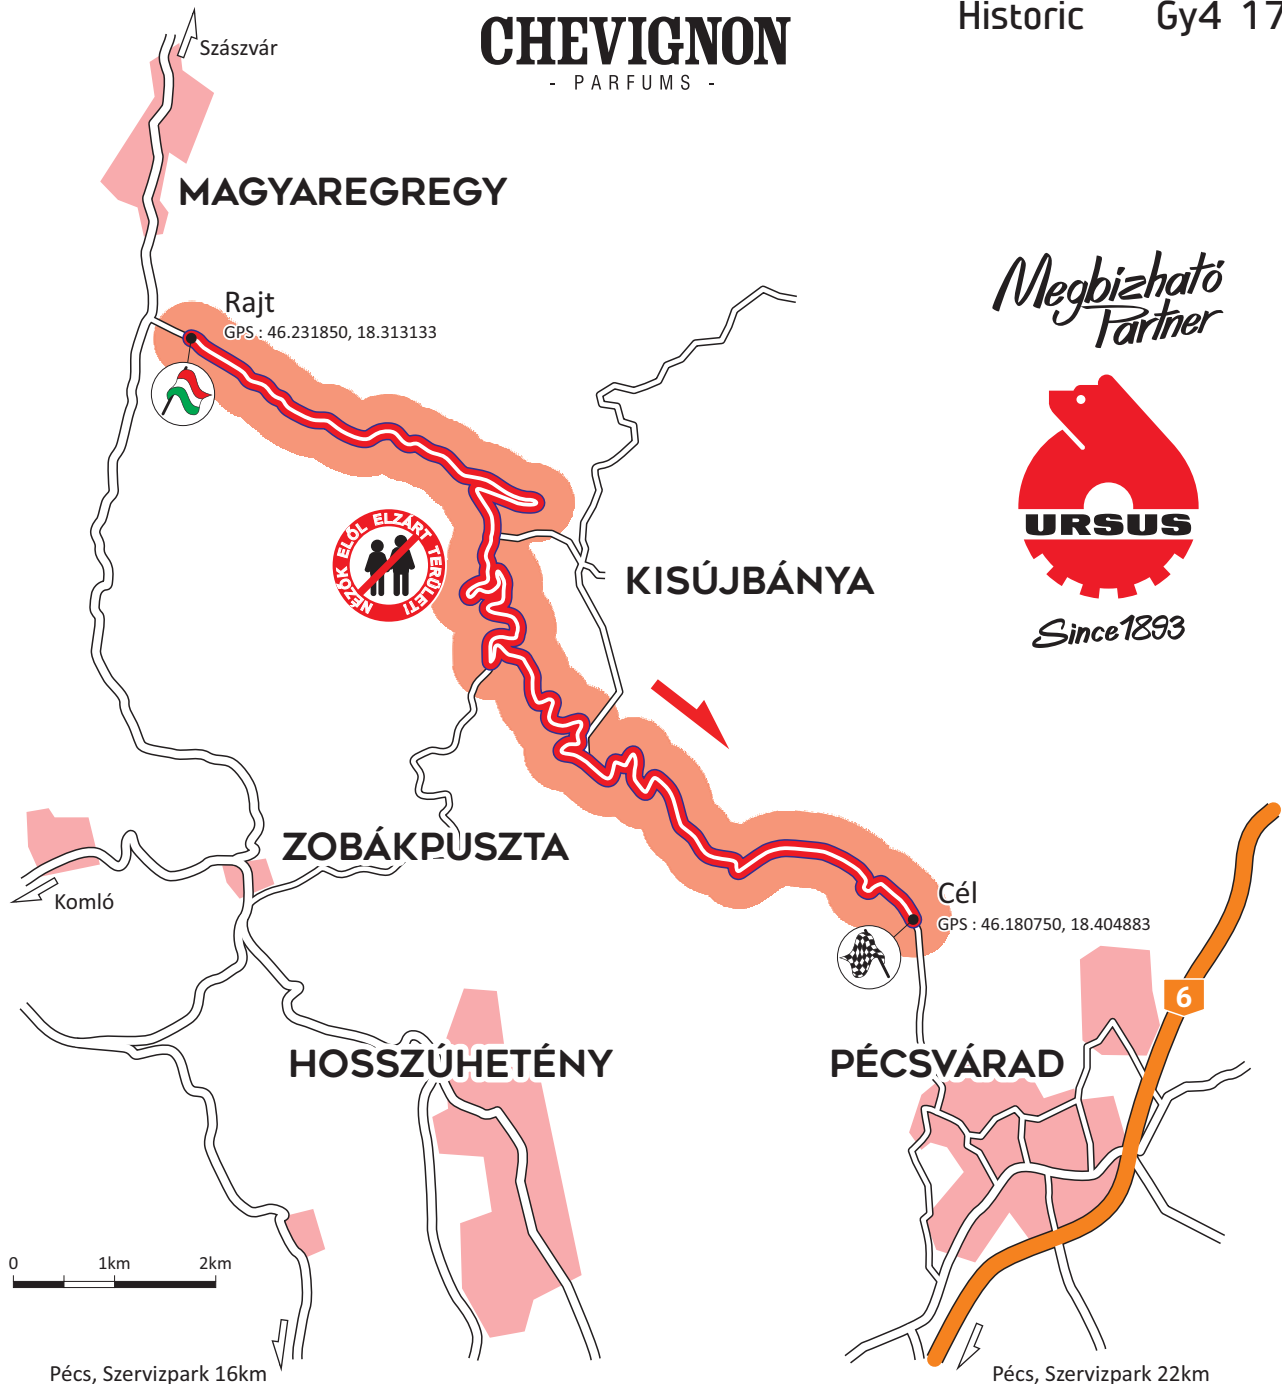 CHEVIGNON
- PARFUMS -
Historic Gy4 17
Szászvár
MAGYAREGREGY
Megbízható
Partner
Rajt
GPS : 46.231850, 18.313133
URSUS
Since 1893
NÉZŐK ELŐL ELZÁRT TERÜLET!
KISÚJBÁNYA
ZOBÁKPUSZTA
Komló
Cél
GPS : 46.180750, 18.404883
6
HOSSZÚHETÉNY
PÉCSVÁRAD
0 1km 2km
Pécs, Szervizpark 16km
Pécs, Szervizpark 22km